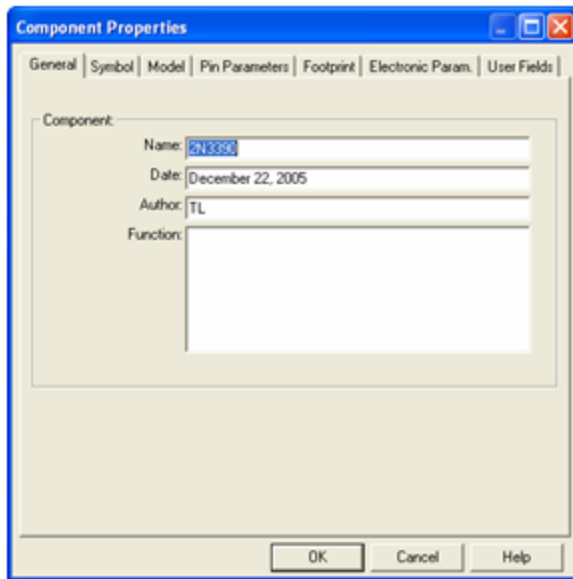 Component Properties
General Symbol Model Pin Parameters Footprint Electronic Param. User Fields
Component:
Name: 2N3390
Date: December 22, 2005
Author: TL
Function:
OK Cancel Help